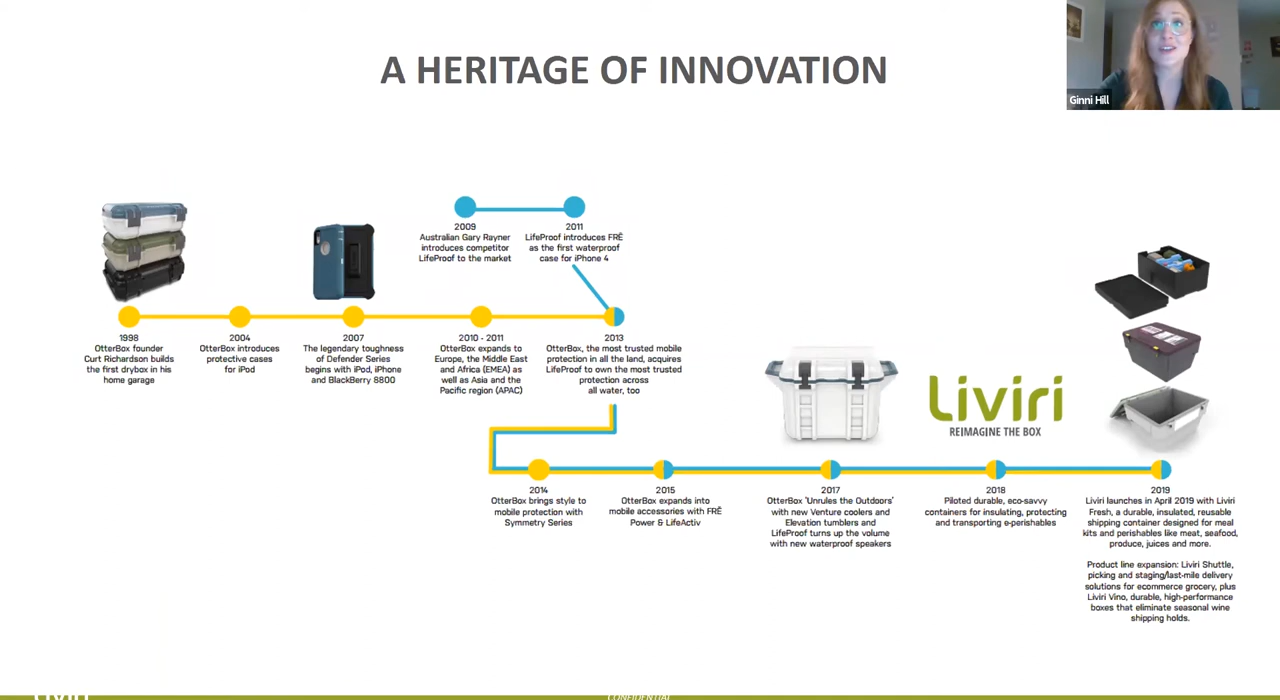 A HERITAGE OF INNOVATION
Ginni Hill
2009
Australian Gary Rayner
introduces competitor
LifeProof to the market
2011
LifeProof introduces FRĒ
as the first waterproof
case for iPhone 4
1998
OtterBox founder
Curt Richardson builds
the first drybox in his
home garage
2004
OtterBox introduces
protective cases
for iPod
2007
The legendary toughness
of Defender Series
begins with iPod, iPhone
and BlackBerry 8800
2010 - 2011
OtterBox expands to
Europe, the Middle East
and Africa (EMEA) as
well as Asia and the
Pacific region (APAC)
2013
OtterBox, the most trusted mobile
protection in all the land, acquires
LifeProof to own the most trusted
protection across
all water, too
Liviri
REIMAGINE THE BOX
2014
OtterBox brings style to
mobile protection with
Symmetry Series
2015
OtterBox expands into
mobile accessories with FRĒ
Power & LifeActiv
2017
OtterBox 'Unrules the Outdoors'
with new Venture coolers and
Elevation tumblers and
LifeProof turns up the volume
with new waterproof speakers
2018
Piloted durable, eco-savvy
containers for insulating, protecting
and transporting e-perishables
2019
Liviri launches in April 2019 with Liviri
Fresh, a durable, insulated, reusable
shipping container designed for meal
kits and perishables like meat, seafood,
produce, juices and more.
Product line expansion: Liviri Shuttle,
picking and staging/last-mile delivery
solutions for ecommerce grocery, plus
Liviri Vino, durable, high-performance
boxes that eliminate seasonal wine
shipping holds.
Liviri
CONFIDENTIAL